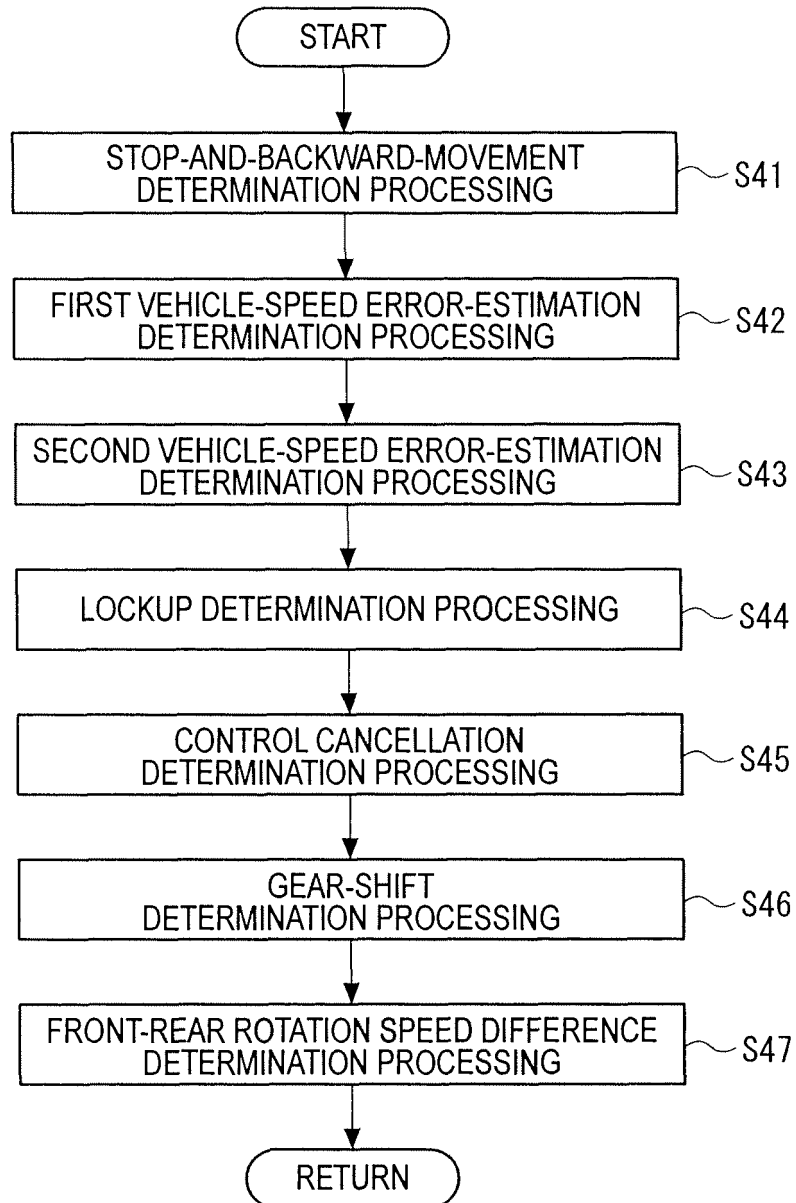 START
STOP-AND-BACKWARD-MOVEMENT
DETERMINATION PROCESSING
S41
FIRST VEHICLE-SPEED ERROR-ESTIMATION
DETERMINATION PROCESSING
S42
SECOND VEHICLE-SPEED ERROR-ESTIMATION
DETERMINATION PROCESSING
S43
LOCKUP DETERMINATION PROCESSING
S44
CONTROL CANCELLATION
DETERMINATION PROCESSING
S45
GEAR-SHIFT
DETERMINATION PROCESSING
S46
FRONT-REAR ROTATION SPEED DIFFERENCE
DETERMINATION PROCESSING
S47
RETURN